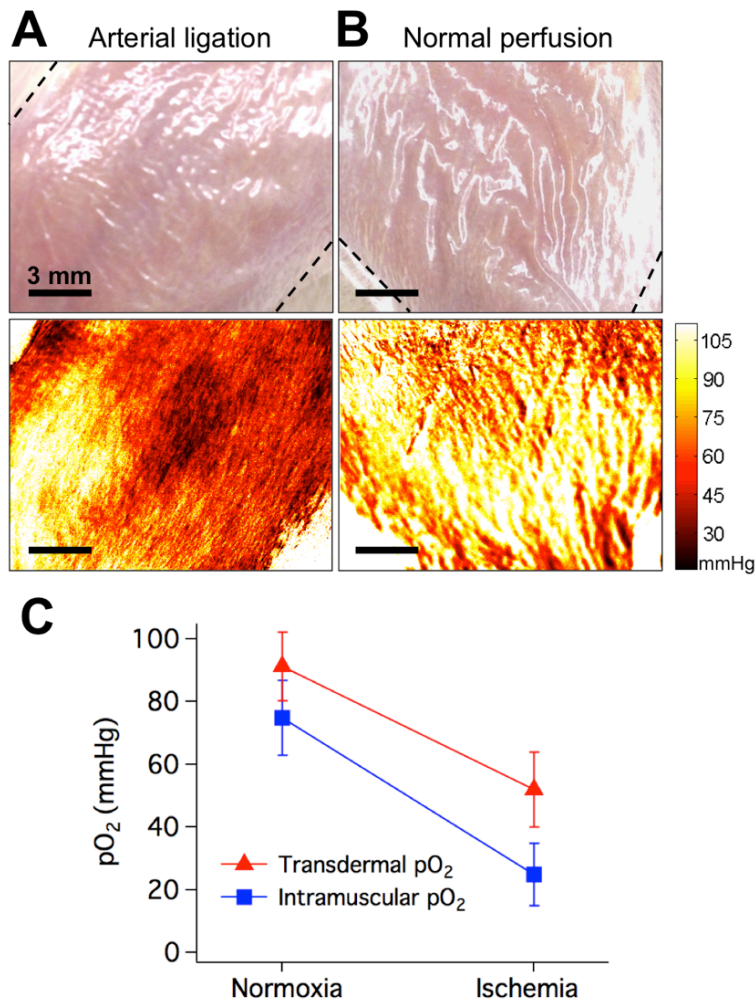 A Arterial ligation
B Normal perfusion
3 mm
105
90
75
60
45
30
mmHg
C
pO₂ (mmHg)
100
80
60
40
20
0
Transdermal pO₂
Intramuscular pO₂
Normoxia Ischemia